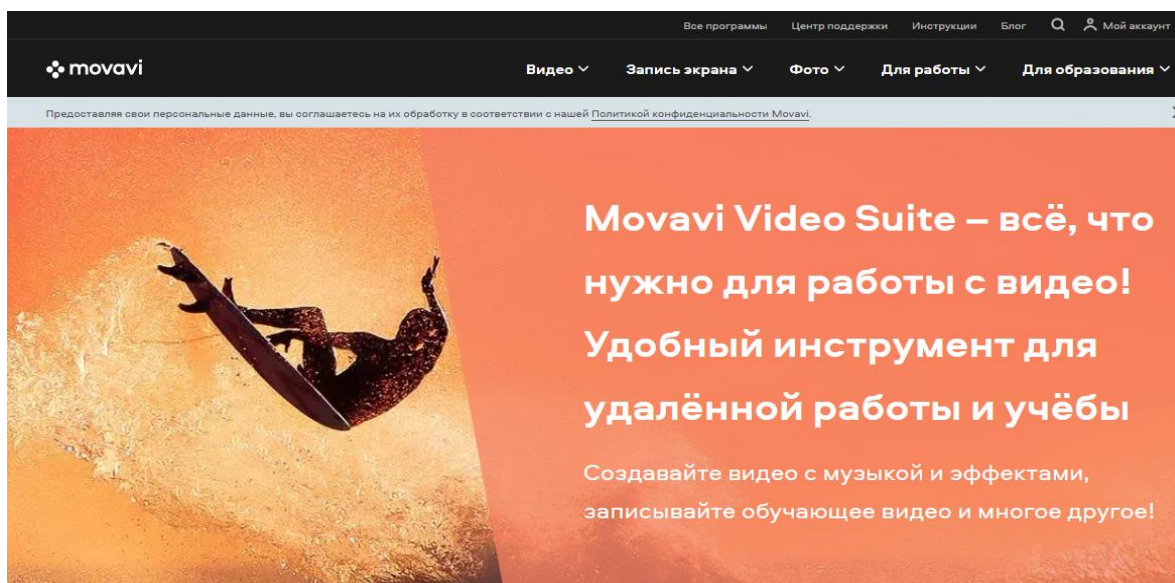 Все программы Центр поддержки Инструкции Блог Мой аккаунт
movavi Видео Запись экрана Фото Для работы Для образования
Предоставляя свои персональные данные, вы соглашаетесь на их обработку в соответствии с нашей Политикой конфиденциальности Movavi.
Movavi Video Suite – всё, что
нужно для работы с видео!
Удобный инструмент для
удалённой работы и учёбы
Создавайте видео с музыкой и эффектами,
записывайте обучающее видео и многое другое!